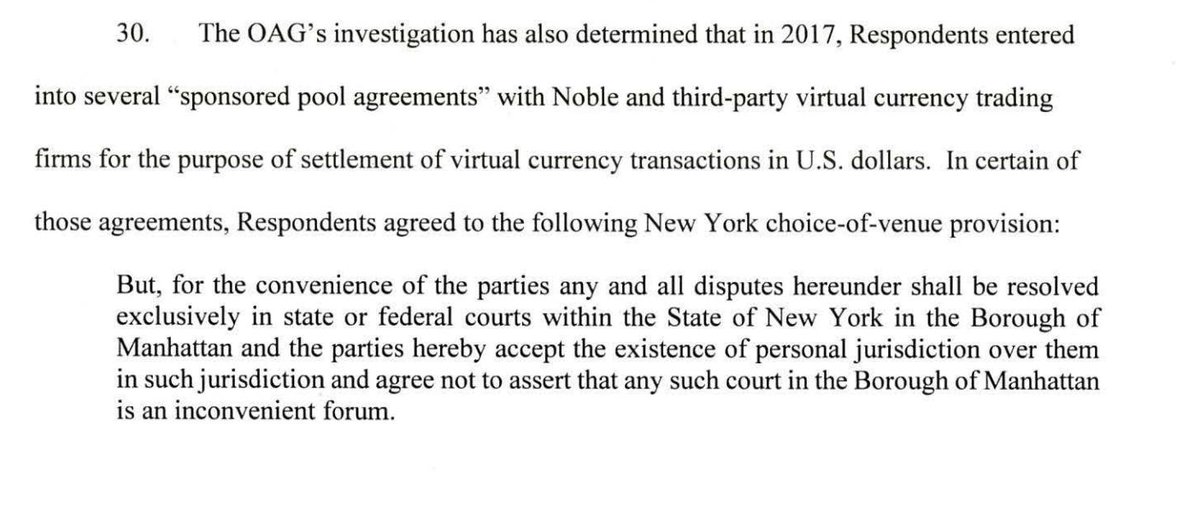 30. The OAG’s investigation has also determined that in 2017, Respondents entered
into several “sponsored pool agreements” with Noble and third-party virtual currency trading
firms for the purpose of settlement of virtual currency transactions in U.S. dollars. In certain of
those agreements, Respondents agreed to the following New York choice-of-venue provision:
But, for the convenience of the parties any and all disputes hereunder shall be resolved
exclusively in state or federal courts within the State of New York in the Borough of
Manhattan and the parties hereby accept the existence of personal jurisdiction over them
in such jurisdiction and agree not to assert that any such court in the Borough of Manhattan
is an inconvenient forum.